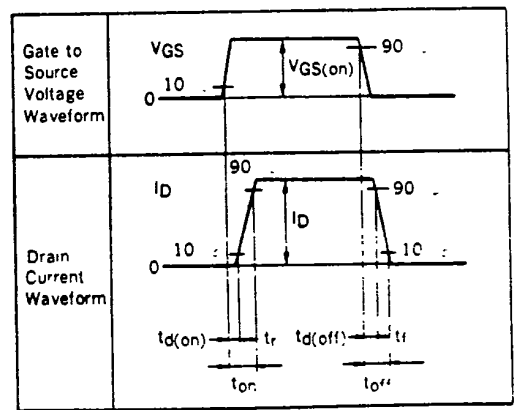 Gate to
Source
Voltage
Waveform
VGS
10
0
VGS(on)
90
Drain
Current
Waveform
ID
90
10
0
ID
90
10
td(on)
tr
td(off)
tf
ton
toff